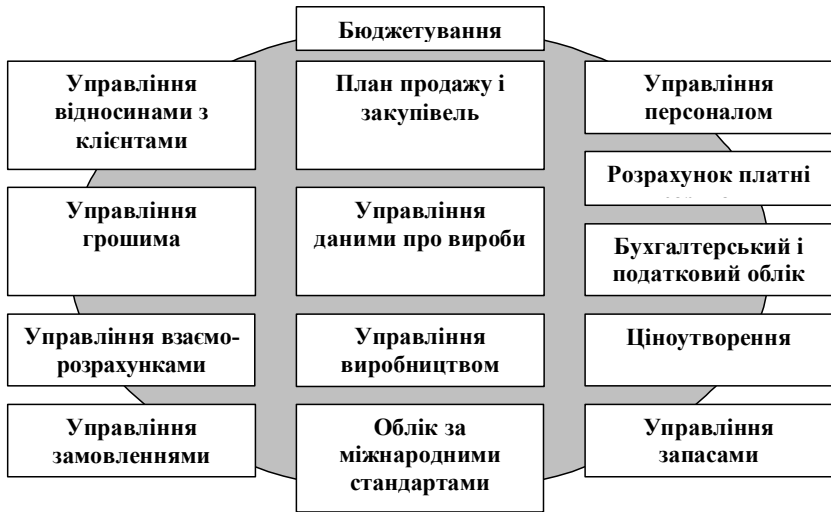 Бюджетування
Управління
відносинами з
клієнтами
План продажу і
закупівель
Управління
персоналом
Розрахунок платні
Управління
грошима
Управління
даними про вироби
Бухгалтерський і
податковий облік
Управління взаємо-
розрахунками
Управління
виробництвом
Ціноутворення
Управління
замовленнями
Облік за
міжнародними
стандартами
Управління
запасами